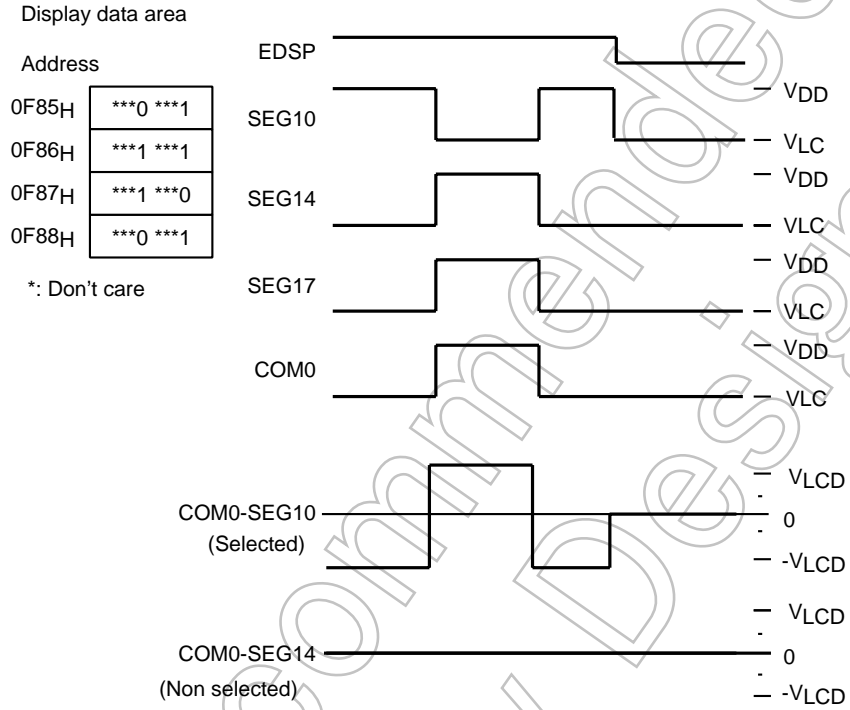 Display data area
Address
0F85H ***0 ***1
0F86H ***1 ***1
0F87H ***1 ***0
0F88H ***0 ***1
*: Don't care
EDSP
SEG10
VDD
VLC
SEG14
VDD
VLC
SEG17
VDD
VLC
COM0
VDD
VLC
COM0-SEG10
(Selected)
VLCD
0
-VLCD
COM0-SEG14
(Non selected)
VLCD
0
-VLCD